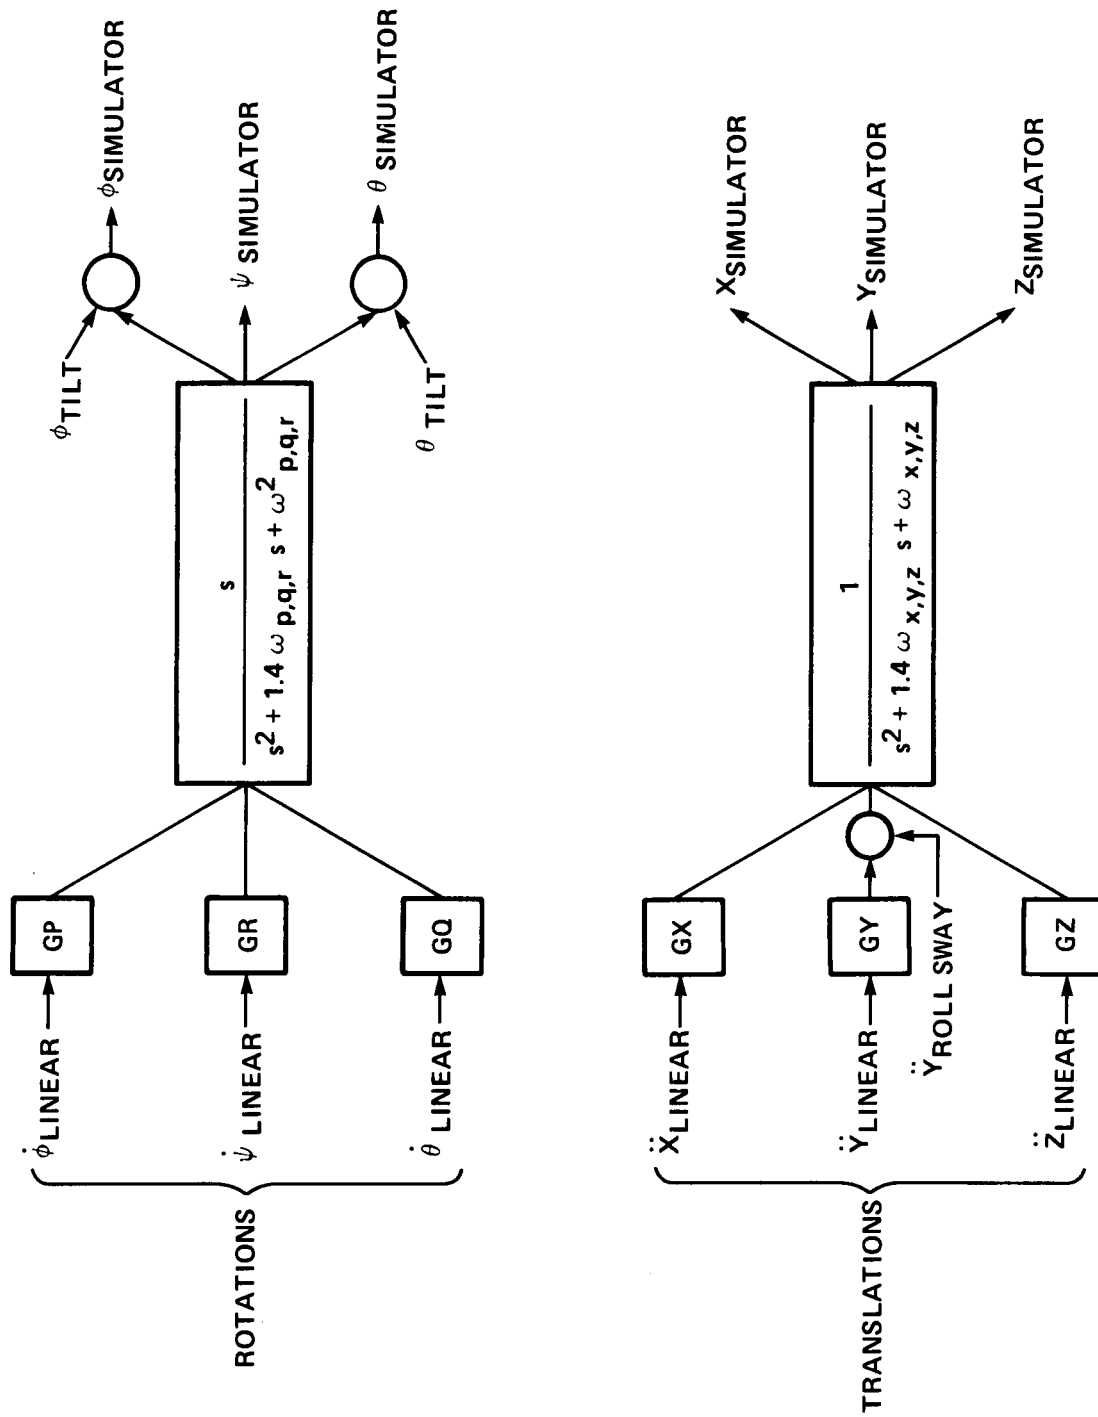 ROTATIONS
φ̇LINEAR
GP
ψ̇ LINEAR
GR
θ̇ LINEAR
GQ
s
s² + 1.4 ω p,q,r s + ω² p,q,r
φTILT
φSIMULATOR
ψ SIMULATOR
θ TILT
θ SIMULATOR
TRANSLATIONS
ẌLINEAR
GX
ŸLINEAR
GY
ŸROLL SWAY
Z̈LINEAR
GZ
1
s² + 1.4 ω x,y,z s + ω x,y,z
XSIMULATOR
YSIMULATOR
ZSIMULATOR